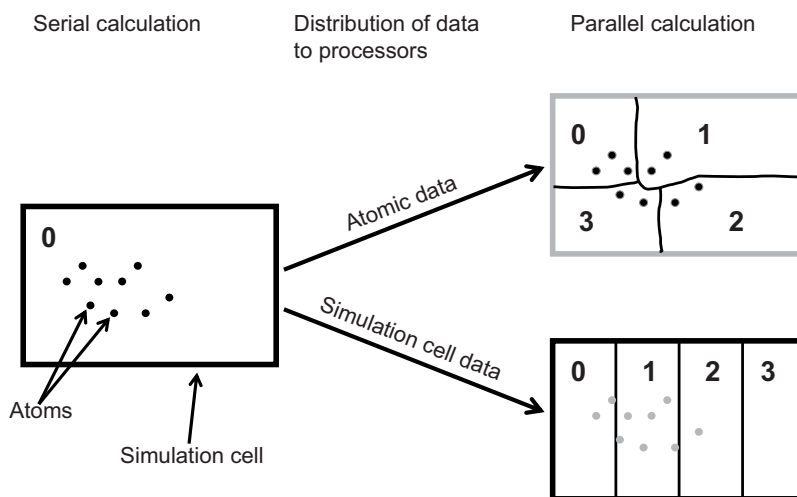 Serial calculation
Distribution of data
to processors
Parallel calculation
0
1
3
2
Atomic data
0
Simulation cell data
0
1
2
3
Atoms
Simulation cell